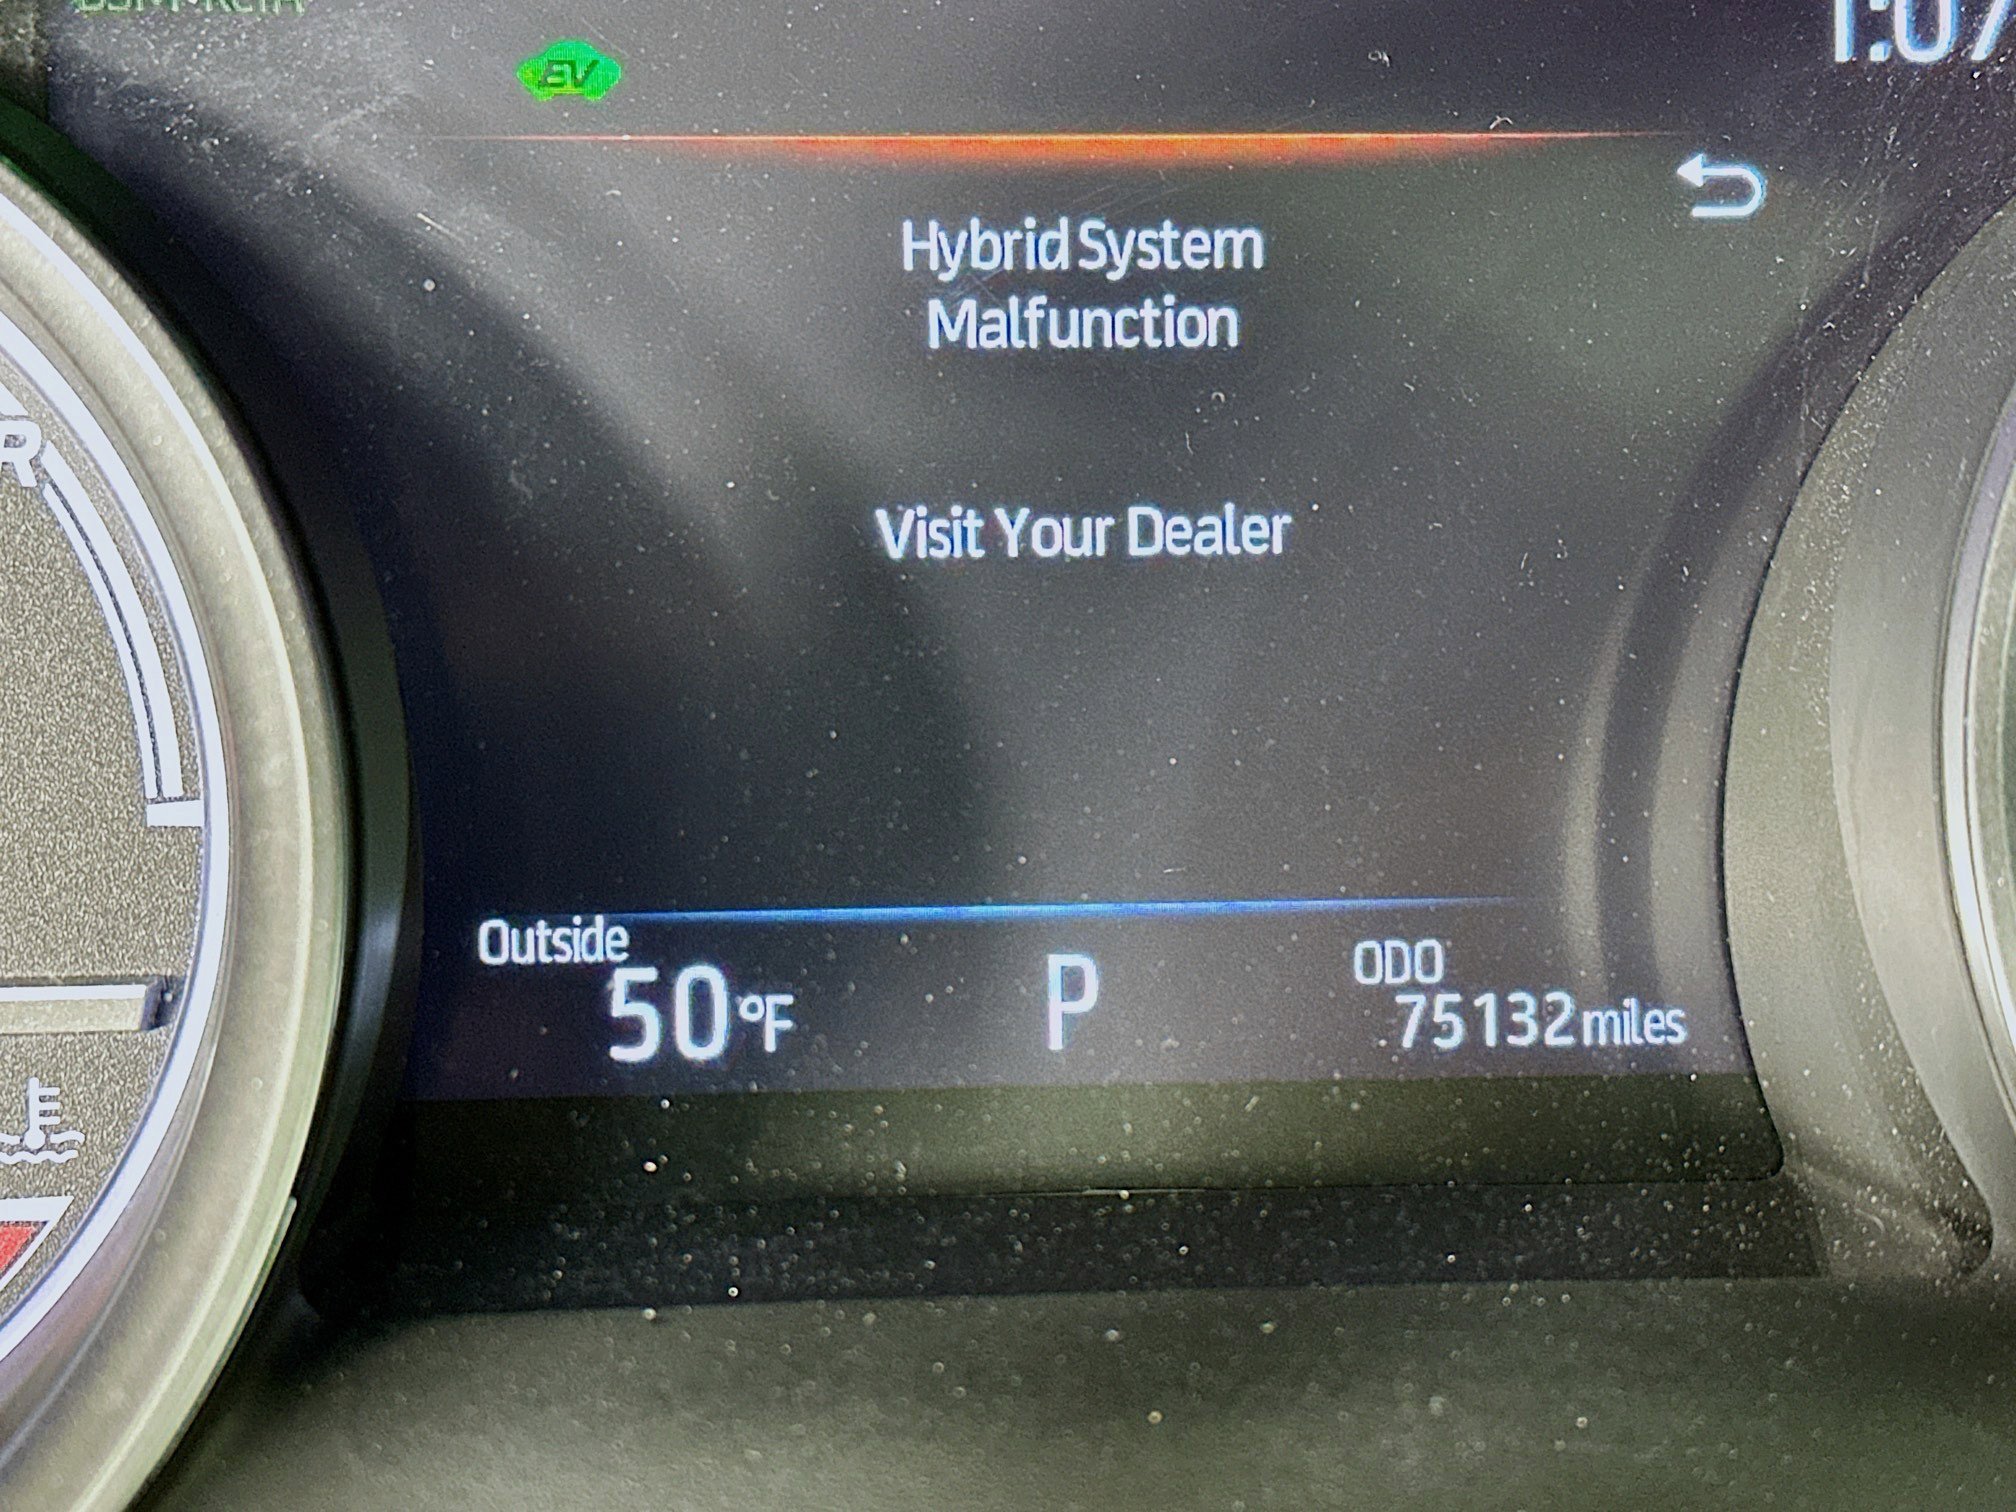 EV
Hybrid System
Malfunction
Visit Your Dealer
Outside
50°F
P
ODO
75132 miles